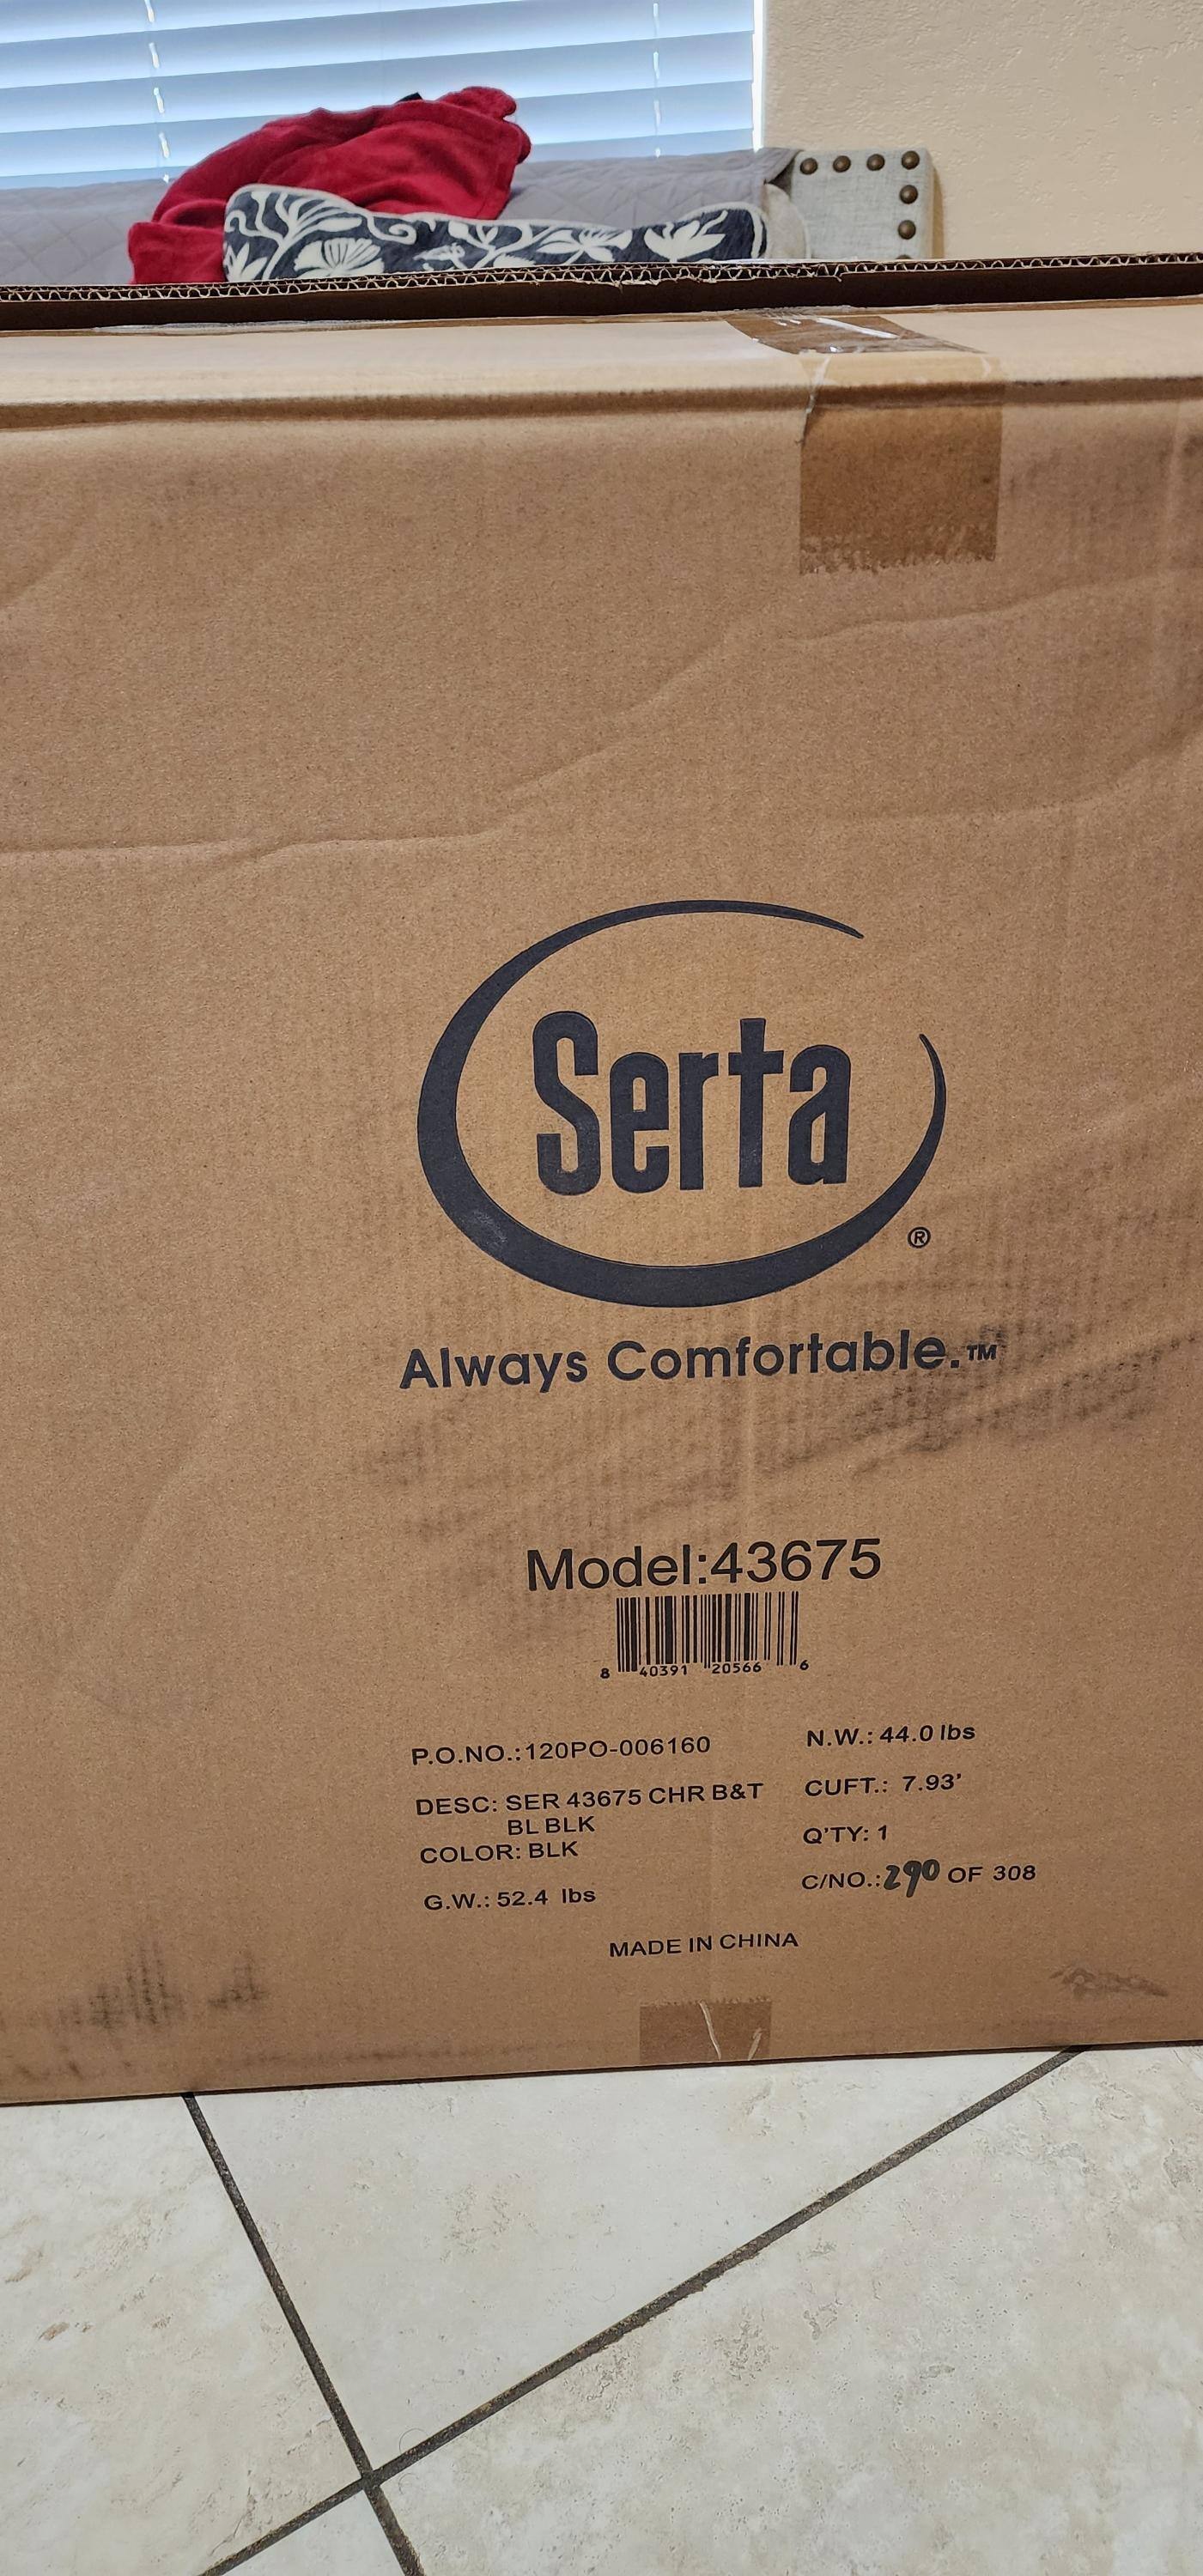 Serta®
Always Comfortable.™
Model:43675
8 40391 20566 6
P.O.NO.:120PO-006160
N.W.: 44.0 lbs
DESC: SER 43675 CHR B&T
BL BLK
CUFT.: 7.93'
COLOR: BLK
Q'TY: 1
G.W.: 52.4 lbs
C/NO.:290 OF 308
MADE IN CHINA